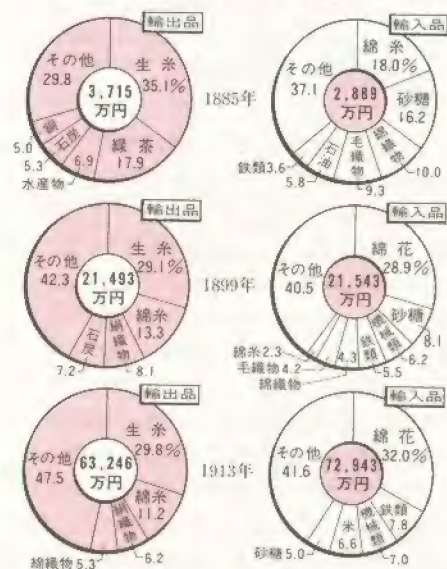 輸出品
生糸
35.1%
緑茶
17.9
水産物
6.9
石炭
5.3
銅
5.0
その他
29.8
3,715
万円
1885年
輸入品
綿糸
18.0%
砂糖
16.2
綿織物
10.0
毛織物
9.3
石油
5.8
鉄類3.6
その他
37.1
2,889
万円
輸出品
生糸
29.1%
綿糸
13.3
絹織物
8.1
石炭
7.2
その他
42.3
21,493
万円
1899年
輸入品
綿花
28.9%
砂糖
8.1
機械類
6.2
鉄類
5.5
綿織物
4.3
毛織物4.2
綿糸2.3
その他
40.5
21,543
万円
輸出品
生糸
29.8%
綿糸
11.2
絹織物
6.2
綿織物5.3
その他
47.5
63,246
万円
1913年
輸入品
綿花
32.0%
鉄類
7.8
機械類
7.0
米
6.6
砂糖5.0
その他
41.6
72,943
万円